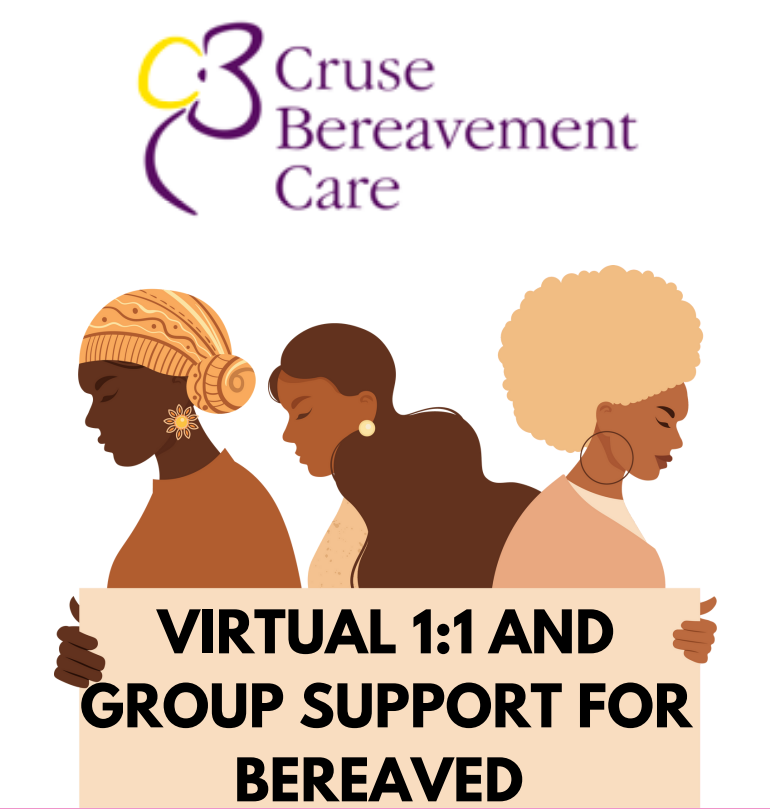 Cruse
Bereavement
Care
VIRTUAL 1:1 AND
GROUP SUPPORT FOR
BEREAVED